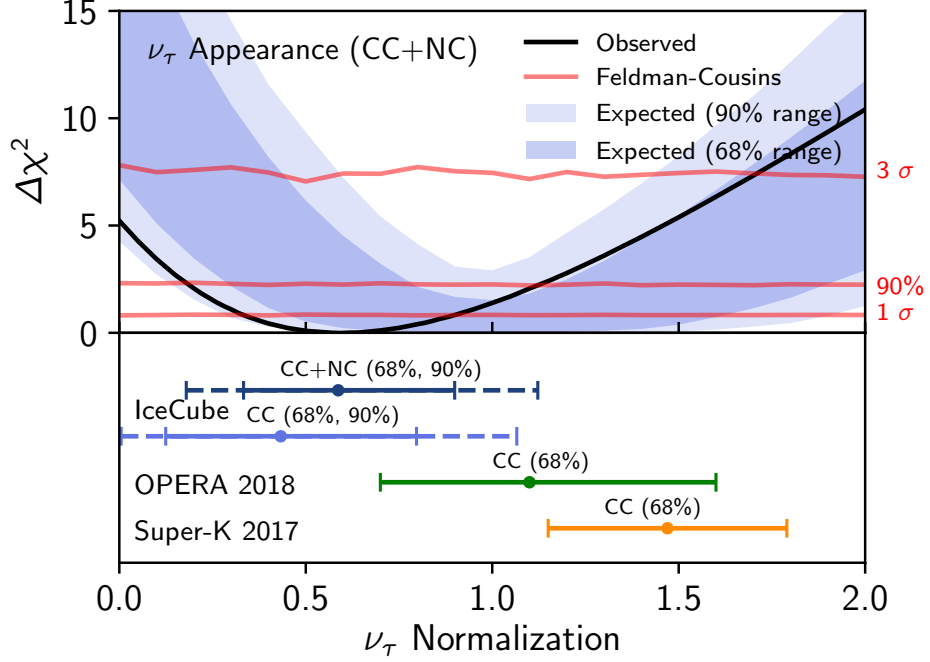 15
10
5
0
Δχ²
ν_τ Appearance (CC+NC)
Observed
Feldman-Cousins
Expected (90% range)
Expected (68% range)
3 σ
90%
1 σ
CC+NC (68%, 90%)
IceCube
CC (68%, 90%)
CC (68%)
OPERA 2018
CC (68%)
Super-K 2017
0.0 0.5 1.0 1.5 2.0
ν_τ Normalization